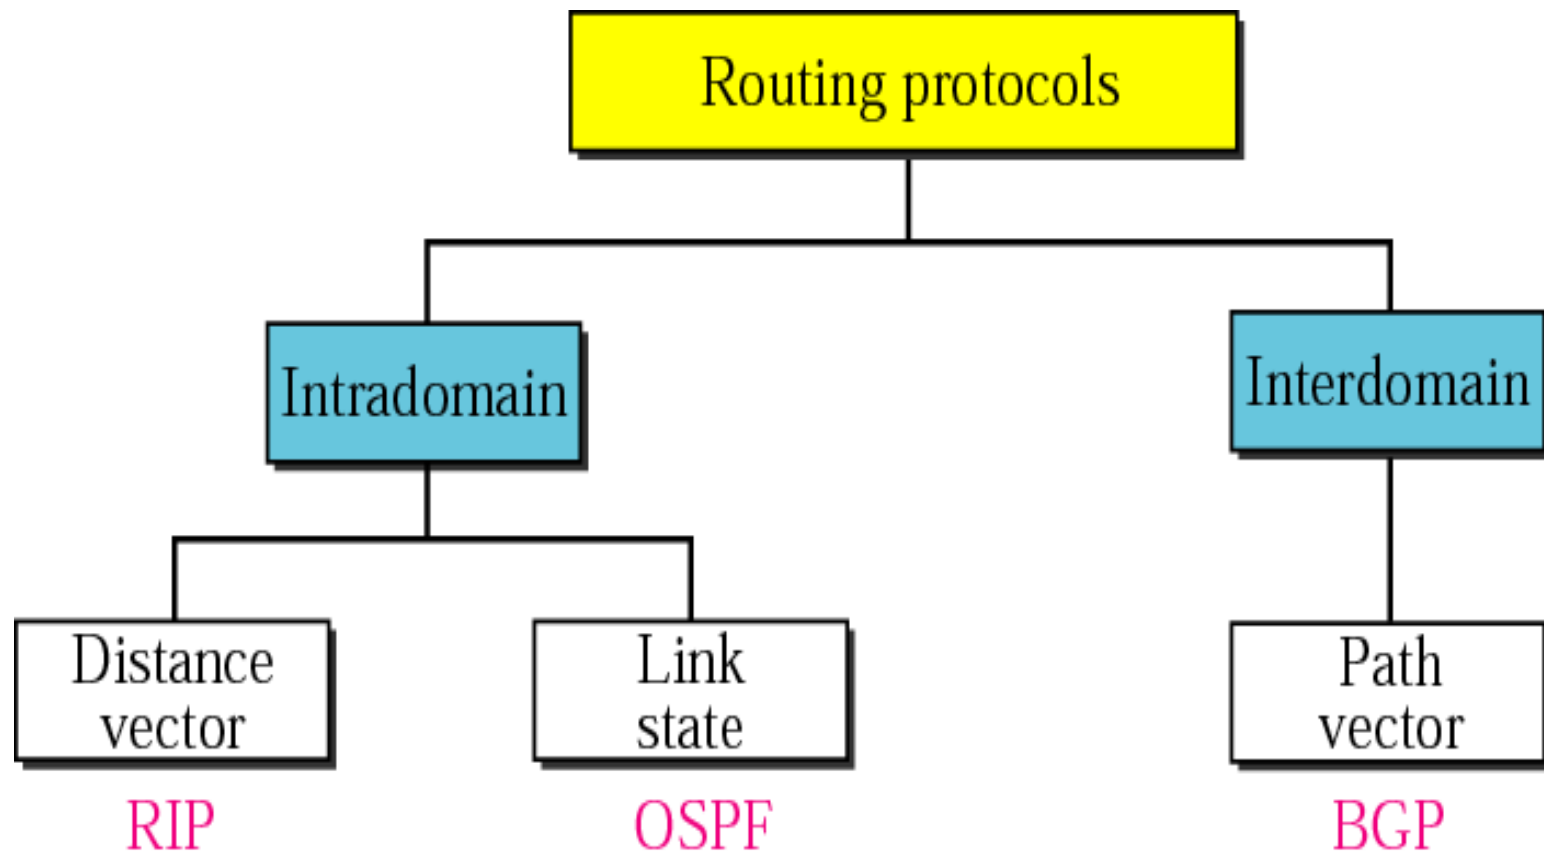 Routing protocols
Intradomain
Interdomain
Distance
vector
Link
state
Path
vector
RIP
OSPF
BGP